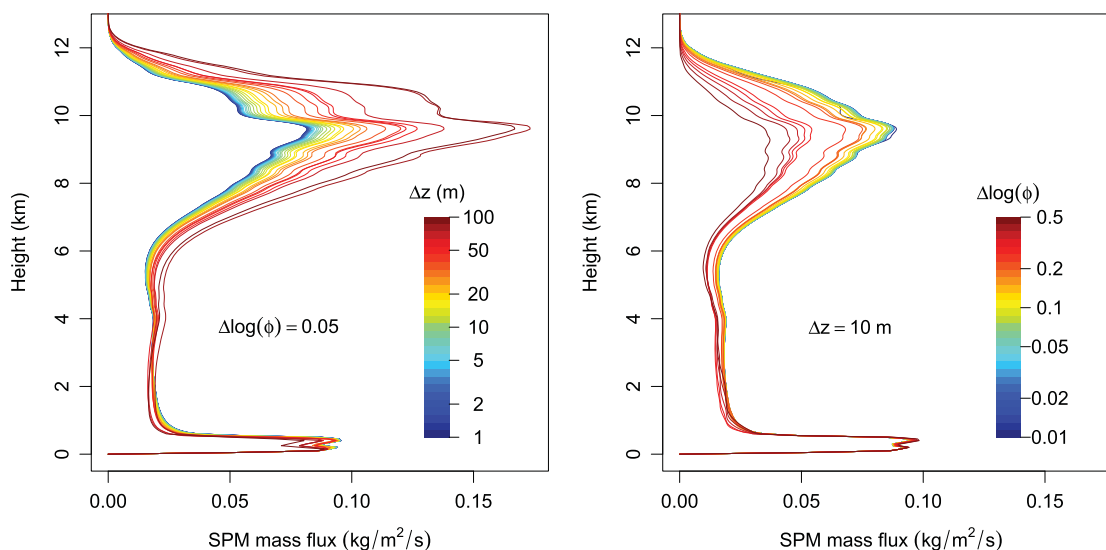 12
10
8
6
4
2
0
Height (km)
0.00 0.05 0.10 0.15
SPM mass flux (kg/m²/s)
Δz (m)
100
50
20
10
5
2
1
Δlog(ϕ) = 0.05
12
10
8
6
4
2
0
Height (km)
0.00 0.05 0.10 0.15
SPM mass flux (kg/m²/s)
Δlog(ϕ)
0.5
0.2
0.1
0.05
0.02
0.01
Δz = 10 m